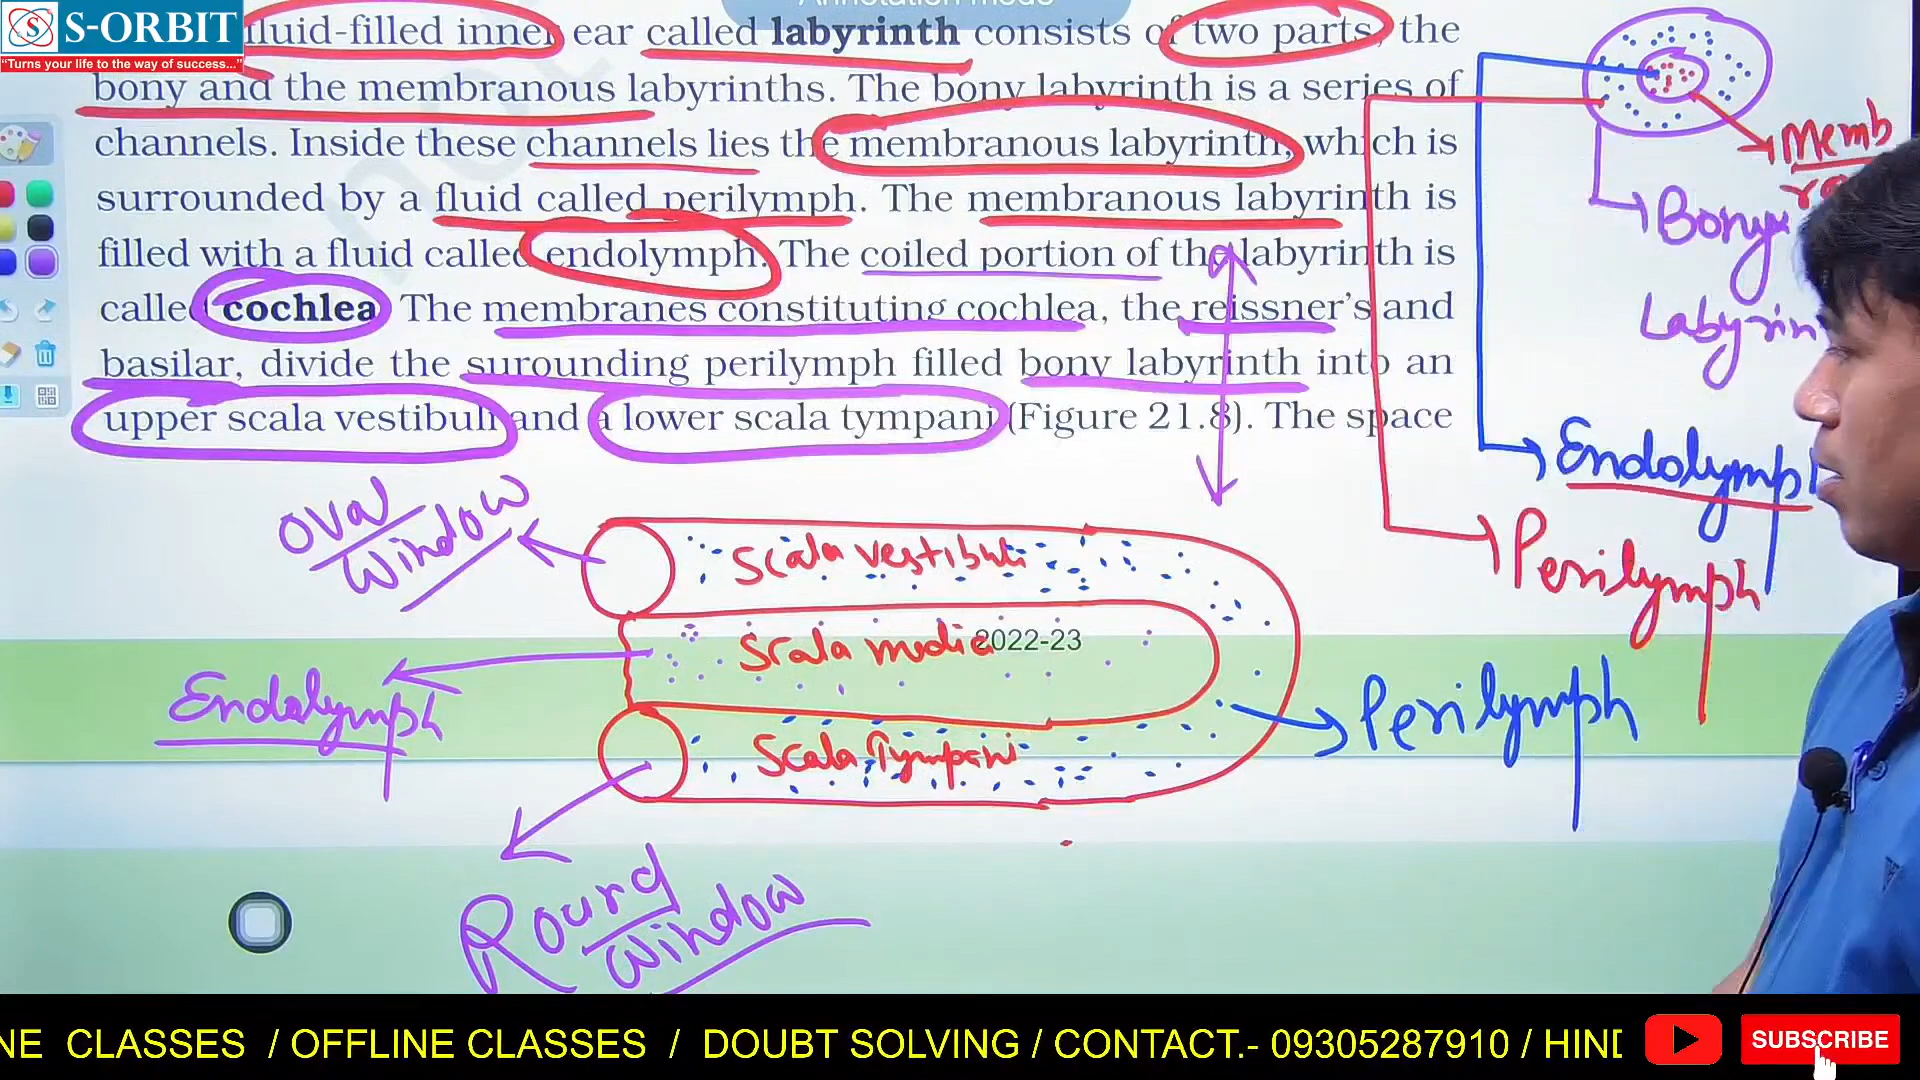 Annotation mode
S-ORBIT
"Turns your life to the way of success..."
fluid-filled inner ear called labyrinth consists of two parts, the
bony and the membranous labyrinths. The bony labyrinth is a series of
channels. Inside these channels lies the membranous labyrinth, which is
surrounded by a fluid called perilymph. The membranous labyrinth is
filled with a fluid called endolymph. The coiled portion of the labyrinth is
called cochlea. The membranes constituting cochlea, the reissner's and
basilar, divide the surounding perilymph filled bony labyrinth into an
upper scala vestibuli and a lower scala tympani (Figure 21.8). The space
Memb
Bony
Labyrin
Endolymph
Perilymph
Oval
Window
Scala vestibuli
Scala media
2022-23
Endolymph
Scala Tympani
Perilymph
Round
Window
NE CLASSES / OFFLINE CLASSES / DOUBT SOLVING / CONTACT.- 09305287910 / HIND
SUBSCRIBE